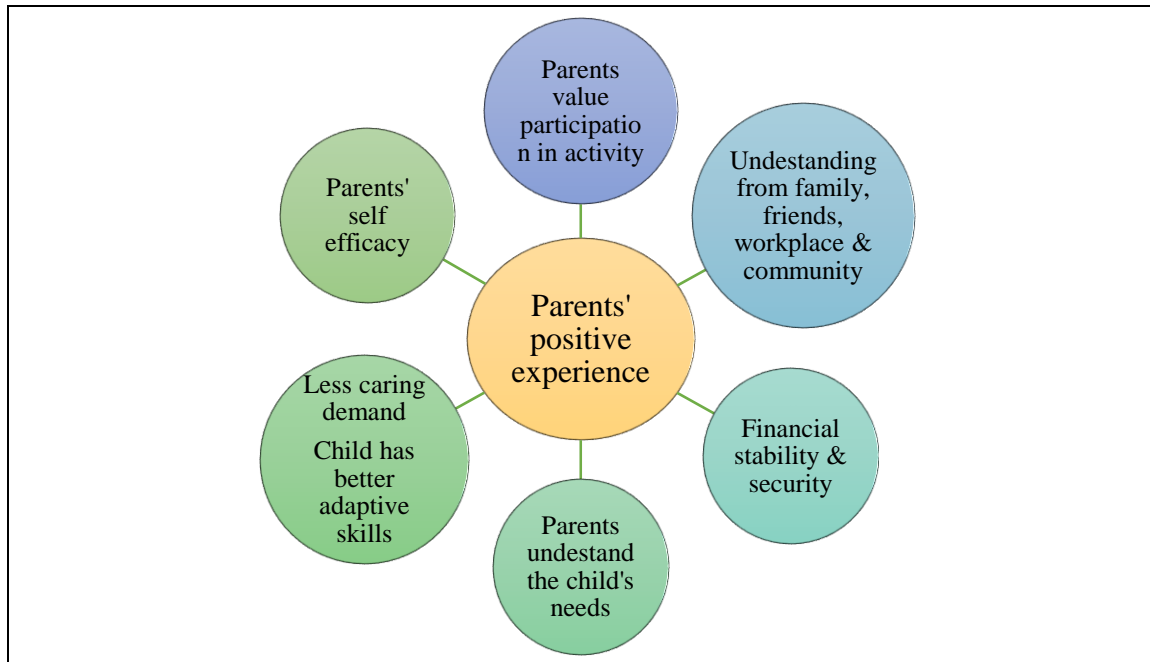 Parents
value
participatio
n in activity
Undestanding
from family,
friends,
workplace &
community
Financial
stability &
security
Parents
undestand
the child's
needs
Less caring
demand
Child has
better
adaptive
skills
Parents'
self
efficacy
Parents'
positive
experience